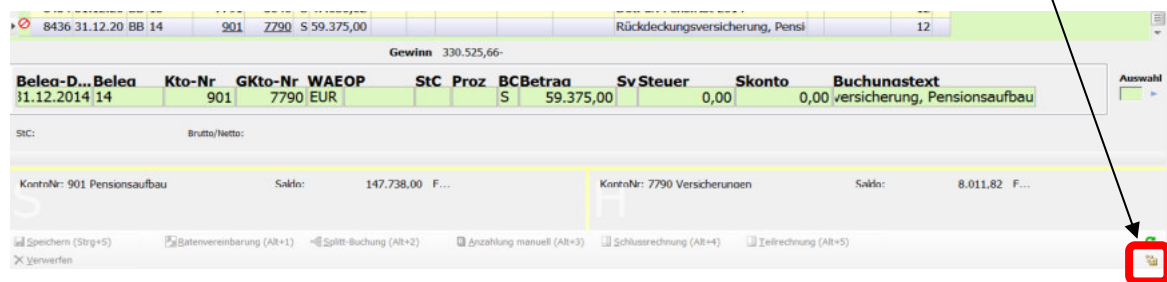 8436 31.12.20 BB 14 901 7790 S 59.375,00 Rückdeckungsversicherung, Pensi 12
Gewinn 330.525,66-
Beleg-D... Beleg Kto-Nr GKto-Nr WAE OP StC Proz BC Betrag Sv Steuer Skonto Buchungstext Auswahl
31.12.2014 14 901 7790 EUR S 59.375,00 0,00 0,00 versicherung, Pensionsaufbau
StC: Brutto/Netto:
KontoNr: 901 Pensionsaufbau Saldo: 147.738,00 F... KontoNr: 7790 Versicherungen Saldo: 8.011,82 F...
S H
Speichern (Strg+S) Ratenvereinbarung (Alt+1) Splitt-Buchung (Alt+2) Anzahlung manuell (Alt+3) Schlussrechnung (Alt+4) Teilrechnung (Alt+5)
Verwerfen